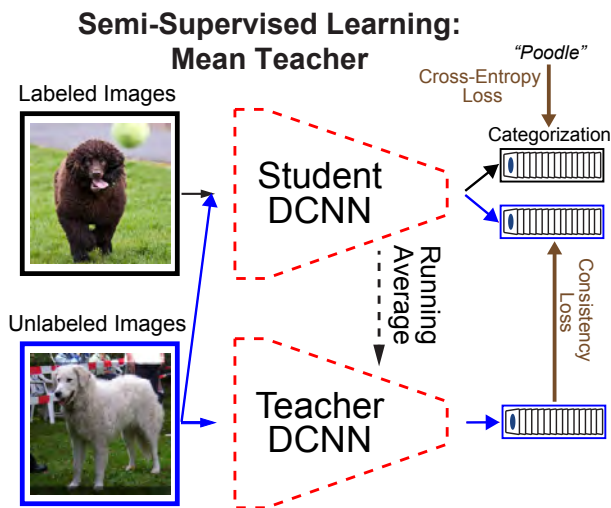 Semi-Supervised Learning:
Mean Teacher
Labeled Images
"Poodle"
Cross-Entropy
Loss
Categorization
Student
DCNN
Running
Average
Consistency
Loss
Unlabeled Images
Teacher
DCNN